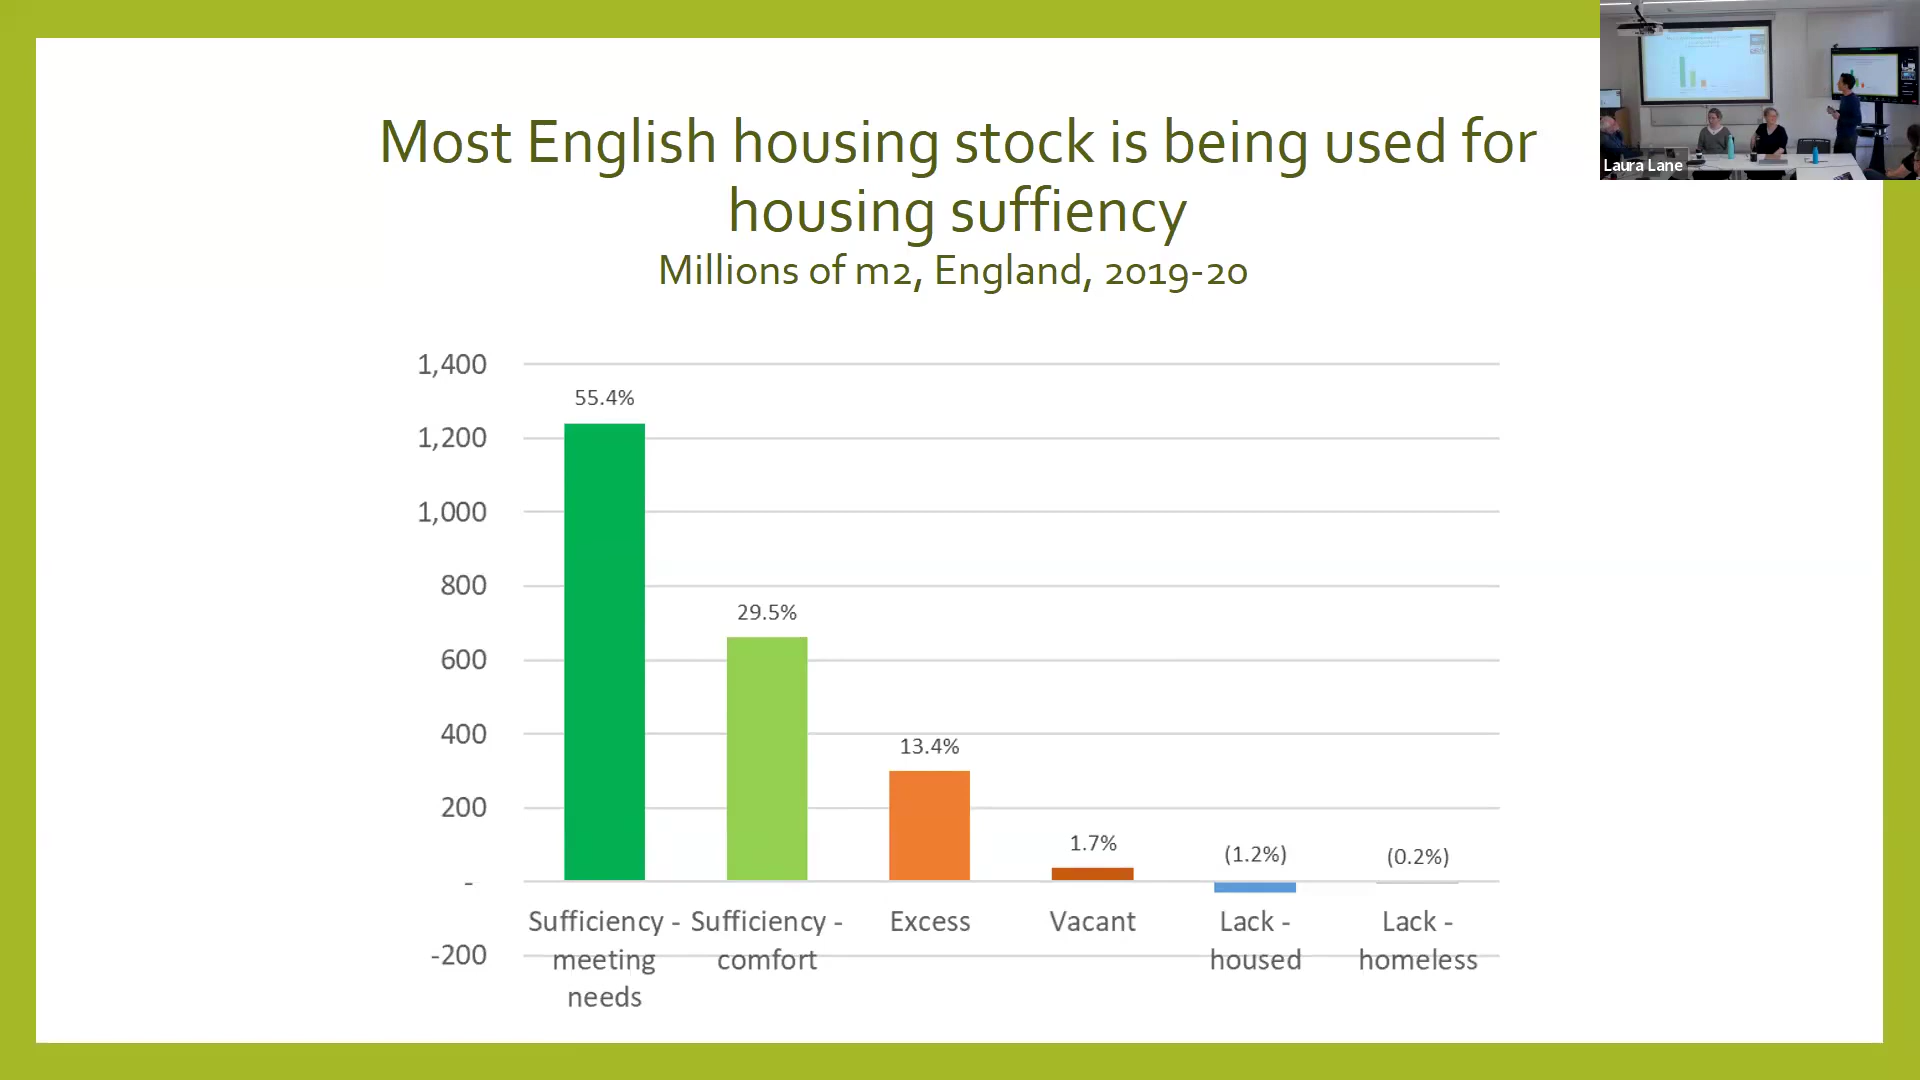 Most English housing stock is being used for
housing suffiency
Millions of m2, England, 2019-20
Laura Lane
1,400
1,200
1,000
800
600
400
200
-
-200
55.4%
29.5%
13.4%
1.7%
(1.2%)
(0.2%)
Sufficiency -
meeting
needs
Sufficiency -
comfort
Excess
Vacant
Lack -
housed
Lack -
homeless